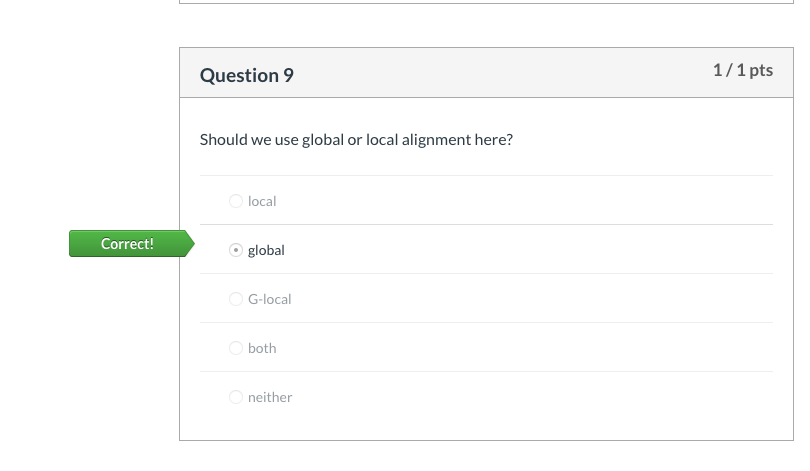 Question 9
1 / 1 pts
Should we use global or local alignment here?
local
Correct!
global
G-local
both
neither